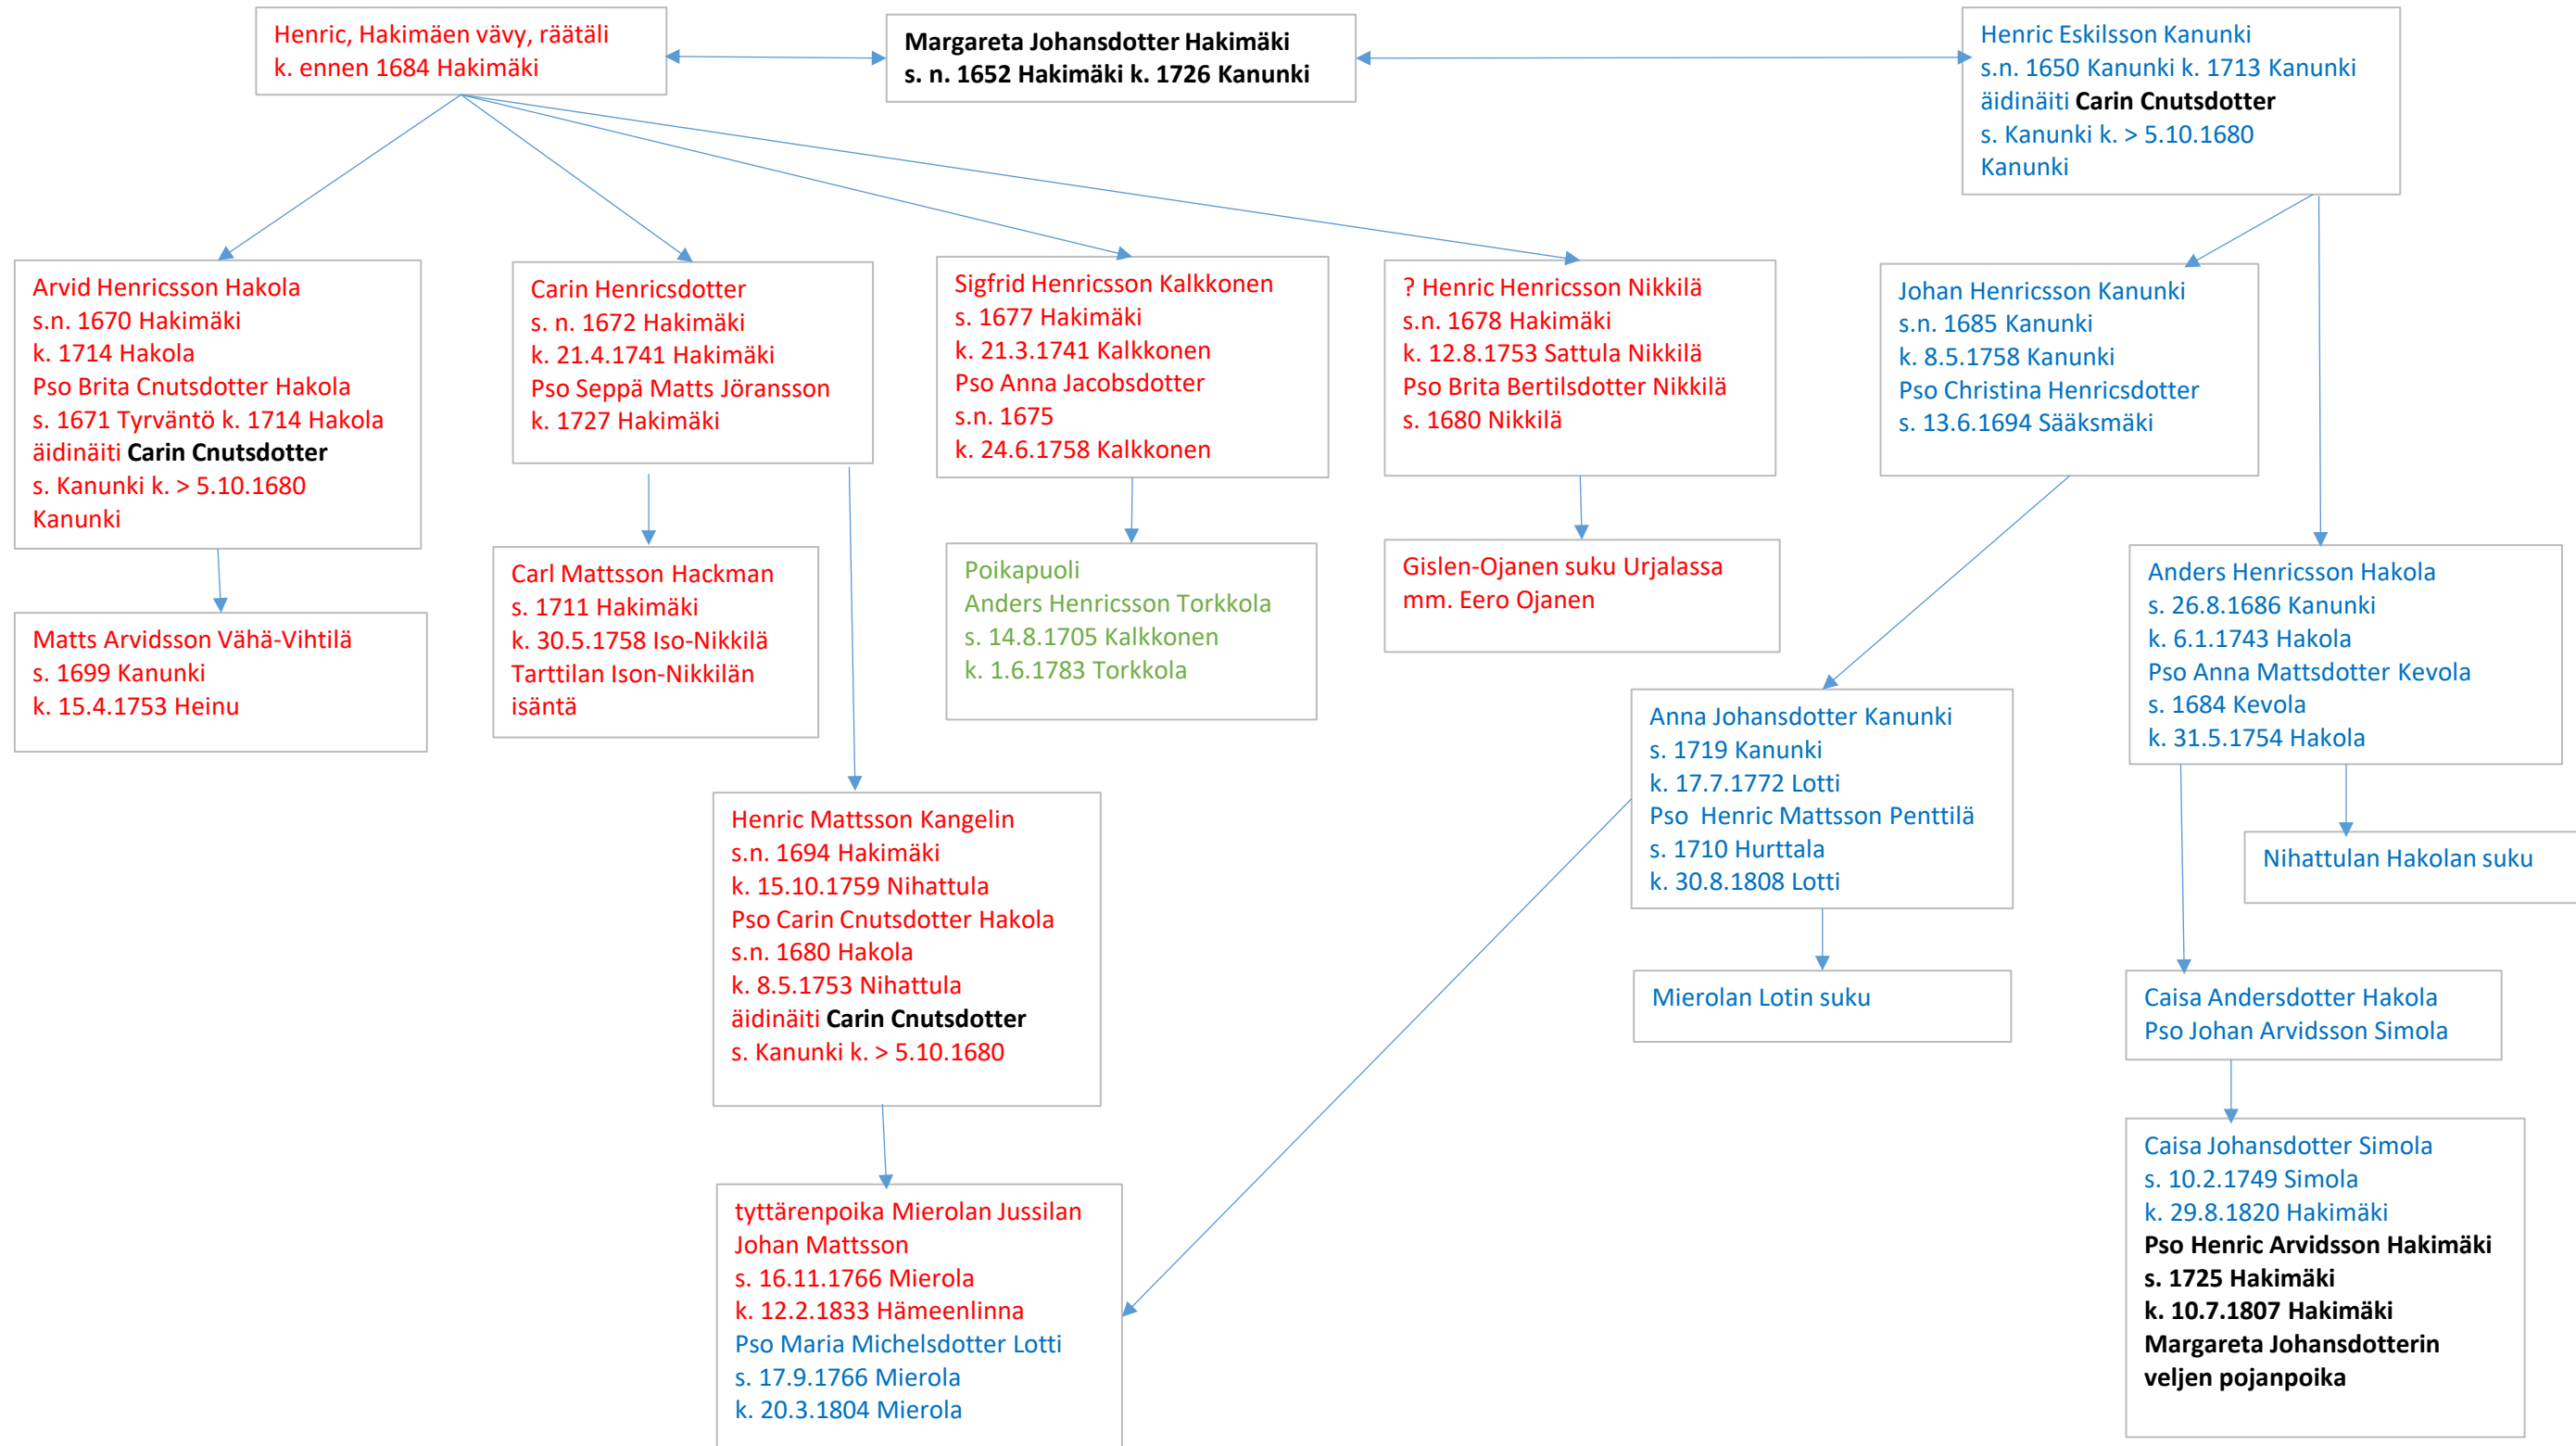 Henric, Hakimäen vävy, räätäli
k. ennen 1684 Hakimäki
Margareta Johansdotter Hakimäki
s. n. 1652 Hakimäki k. 1726 Kanunki
Henric Eskilsson Kanunki
s.n. 1650 Kanunki k. 1713 Kanunki
äidinäiti Carin Cnutsdotter
s. Kanunki k. > 5.10.1680
Kanunki
Arvid Henricsson Hakola
s.n. 1670 Hakimäki
k. 1714 Hakola
Pso Brita Cnutsdotter Hakola
s. 1671 Tyrväntö k. 1714 Hakola
äidinäiti Carin Cnutsdotter
s. Kanunki k. > 5.10.1680
Kanunki
Carin Henricsdotter
s. n. 1672 Hakimäki
k. 21.4.1741 Hakimäki
Pso Seppä Matts Jöransson
k. 1727 Hakimäki
Sigfrid Henricsson Kalkkonen
s. 1677 Hakimäki
k. 21.3.1741 Kalkkonen
Pso Anna Jacobsdotter
s.n. 1675
k. 24.6.1758 Kalkkonen
? Henric Henricsson Nikkilä
s.n. 1678 Hakimäki
k. 12.8.1753 Sattula Nikkilä
Pso Brita Bertilsdotter Nikkilä
s. 1680 Nikkilä
Johan Henricsson Kanunki
s.n. 1685 Kanunki
k. 8.5.1758 Kanunki
Pso Christina Henricsdotter
s. 13.6.1694 Sääksmäki
Matts Arvidsson Vähä-Vihtilä
s. 1699 Kanunki
k. 15.4.1753 Heinu
Carl Mattsson Hackman
s. 1711 Hakimäki
k. 30.5.1758 Iso-Nikkilä
Tarttilan Ison-Nikkilän
isäntä
Poikapuoli
Anders Henricsson Torkkola
s. 14.8.1705 Kalkkonen
k. 1.6.1783 Torkkola
Gislen-Ojanen suku Urjalassa
mm. Eero Ojanen
Anders Henricsson Hakola
s. 26.8.1686 Kanunki
k. 6.1.1743 Hakola
Pso Anna Mattsdotter Kevola
s. 1684 Kevola
k. 31.5.1754 Hakola
Anna Johansdotter Kanunki
s. 1719 Kanunki
k. 17.7.1772 Lotti
Pso  Henric Mattsson Penttilä
s. 1710 Hurttala
k. 30.8.1808 Lotti
Henric Mattsson Kangelin
s.n. 1694 Hakimäki
k. 15.10.1759 Nihattula
Pso Carin Cnutsdotter Hakola
s.n. 1680 Hakola
k. 8.5.1753 Nihattula
äidinäiti Carin Cnutsdotter
s. Kanunki k. > 5.10.1680
Nihattulan Hakolan suku
Mierolan Lotin suku
Caisa Andersdotter Hakola
Pso Johan Arvidsson Simola
tyttärenpoika Mierolan Jussilan
Johan Mattsson
s. 16.11.1766 Mierola
k. 12.2.1833 Hämeenlinna
Pso Maria Michelsdotter Lotti
s. 17.9.1766 Mierola
k. 20.3.1804 Mierola
Caisa Johansdotter Simola
s. 10.2.1749 Simola
k. 29.8.1820 Hakimäki
Pso Henric Arvidsson Hakimäki
s. 1725 Hakimäki
k. 10.7.1807 Hakimäki
Margareta Johansdotterin
veljen pojanpoika